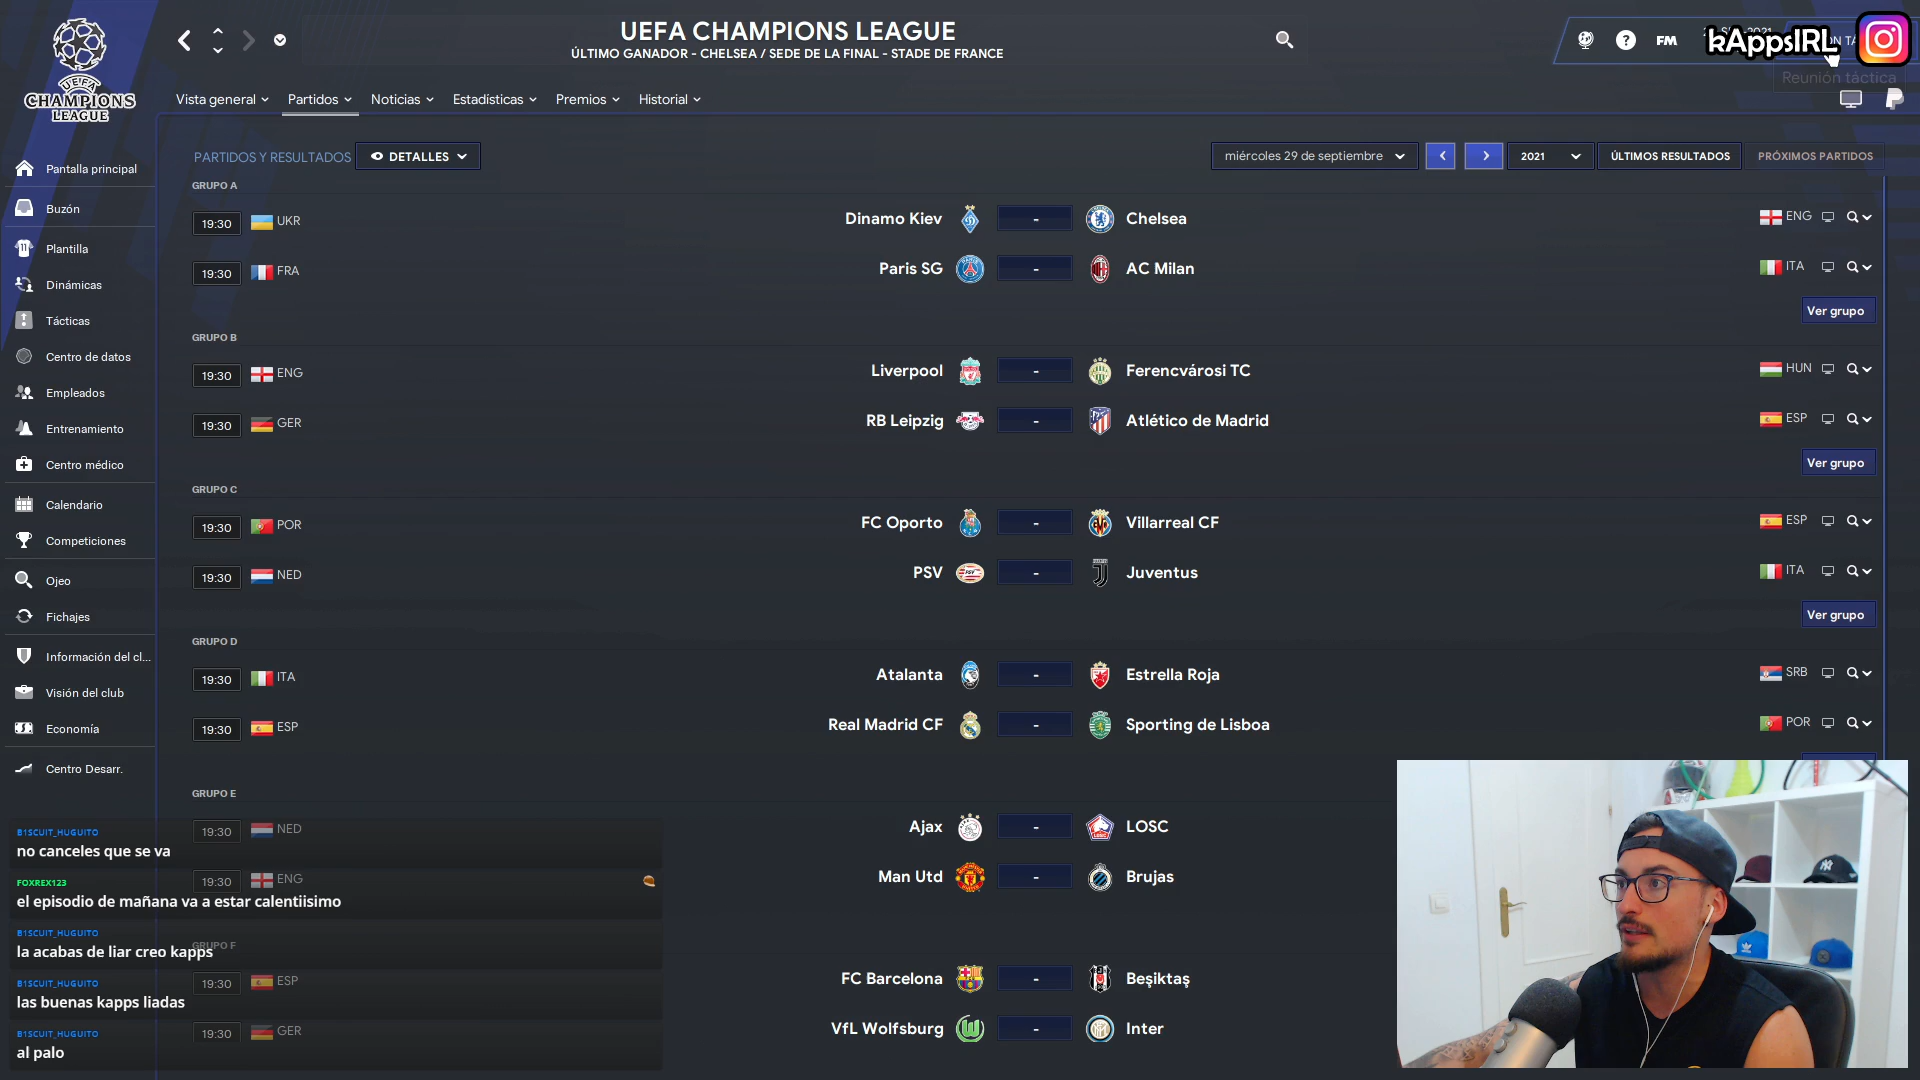 UEFA CHAMPIONS LEAGUE
ÚLTIMO GANADOR - CHELSEA / SEDE DE LA FINAL - STADE DE FRANCE
FM
kAppsIRL
Reunión táctica
UEFA
CHAMPIONS
LEAGUE
Vista general
Partidos
Noticias
Estadísticas
Premios
Historial
Pantalla principal
Buzón
Plantilla
Dinámicas
Tácticas
Centro de datos
Empleados
Entrenamiento
Centro médico
Calendario
Competiciones
Ojeo
Fichajes
Información del cl...
Visión del club
Economía
Centro Desarr.
PARTIDOS Y RESULTADOS
DETALLES
miércoles 29 de septiembre
2021
ÚLTIMOS RESULTADOS
PRÓXIMOS PARTIDOS
GRUPO A
19:30 UKR Dinamo Kiev - Chelsea ENG
19:30 FRA Paris SG - AC Milan ITA
Ver grupo
GRUPO B
19:30 ENG Liverpool - Ferencvárosi TC HUN
19:30 GER RB Leipzig - Atlético de Madrid ESP
Ver grupo
GRUPO C
19:30 POR FC Oporto - Villarreal CF ESP
19:30 NED PSV - Juventus ITA
Ver grupo
GRUPO D
19:30 ITA Atalanta - Estrella Roja SRB
19:30 ESP Real Madrid CF - Sporting de Lisboa POR
GRUPO E
19:30 NED Ajax - LOSC
19:30 ENG Man Utd - Brujas
GRUPO F
19:30 ESP FC Barcelona - Beşiktaş
19:30 GER VfL Wolfsburg - Inter
B1SCUIT_HUGUITO
no canceles que se va
FOXREX123
el episodio de mañana va a estar calentiisimo
B1SCUIT_HUGUITO
la acabas de liar creo kapps
B1SCUIT_HUGUITO
las buenas kapps liadas
B1SCUIT_HUGUITO
al palo